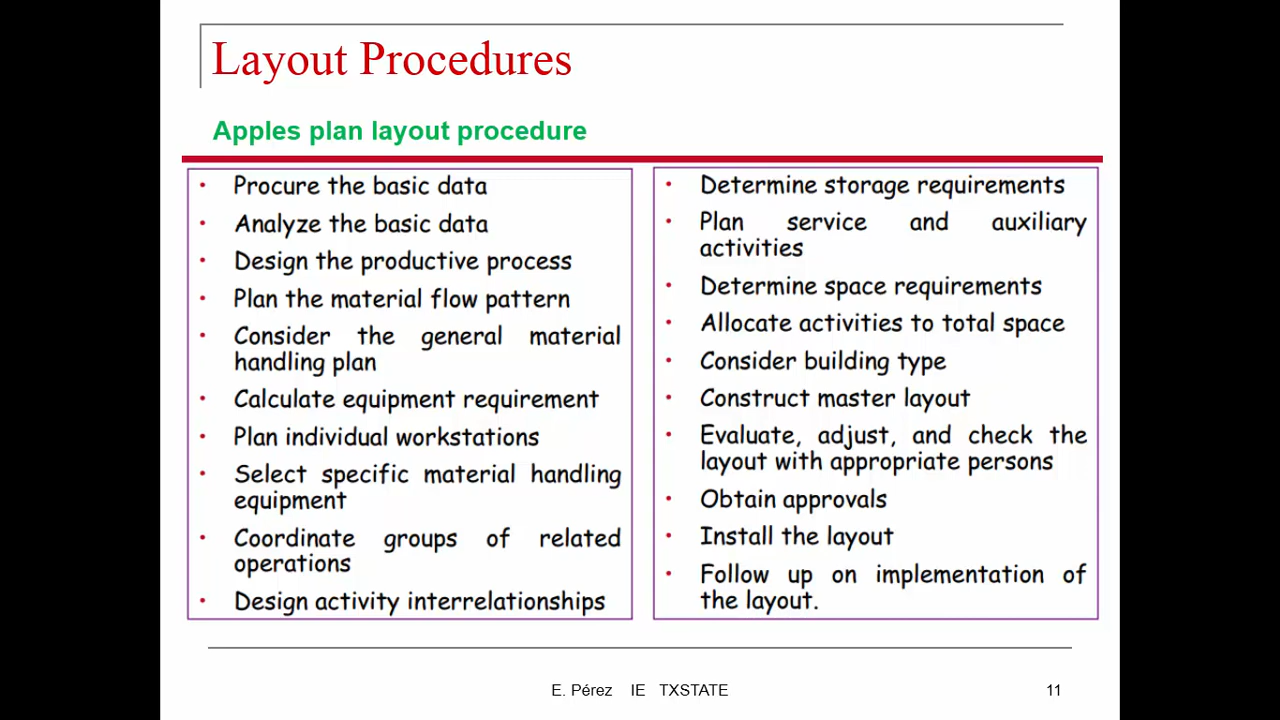 Layout Procedures
Apples plan layout procedure
• Procure the basic data
• Analyze the basic data
• Design the productive process
• Plan the material flow pattern
• Consider the general material
handling plan
• Calculate equipment requirement
• Plan individual workstations
• Select specific material handling
equipment
• Coordinate groups of related
operations
• Design activity interrelationships
• Determine storage requirements
• Plan service and auxiliary
activities
• Determine space requirements
• Allocate activities to total space
• Consider building type
• Construct master layout
• Evaluate, adjust, and check the
layout with appropriate persons
• Obtain approvals
• Install the layout
• Follow up on implementation of
the layout.
E. Pérez IE TXSTATE
11